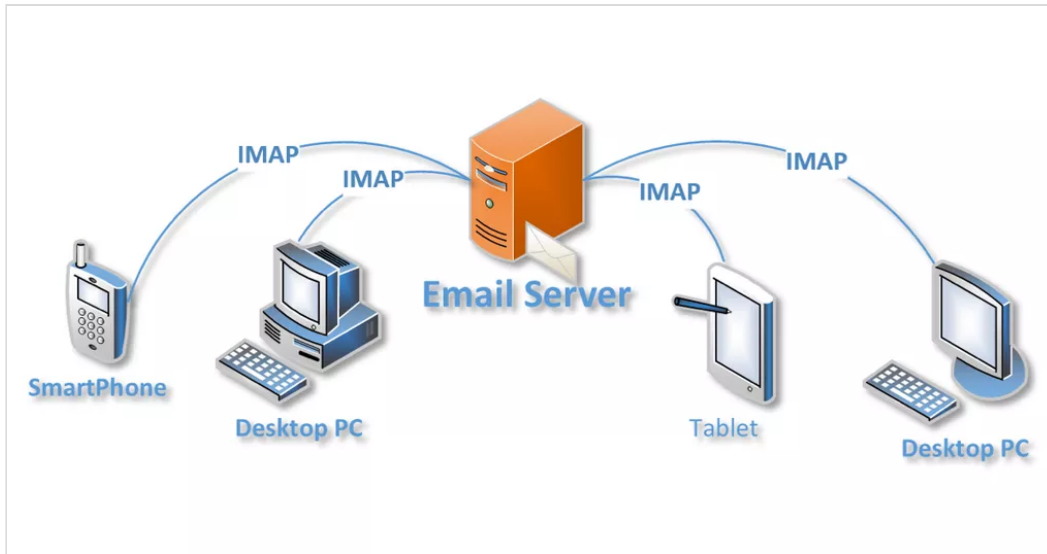 IMAP
IMAP
IMAP
IMAP
Email Server
SmartPhone
Desktop PC
Tablet
Desktop PC